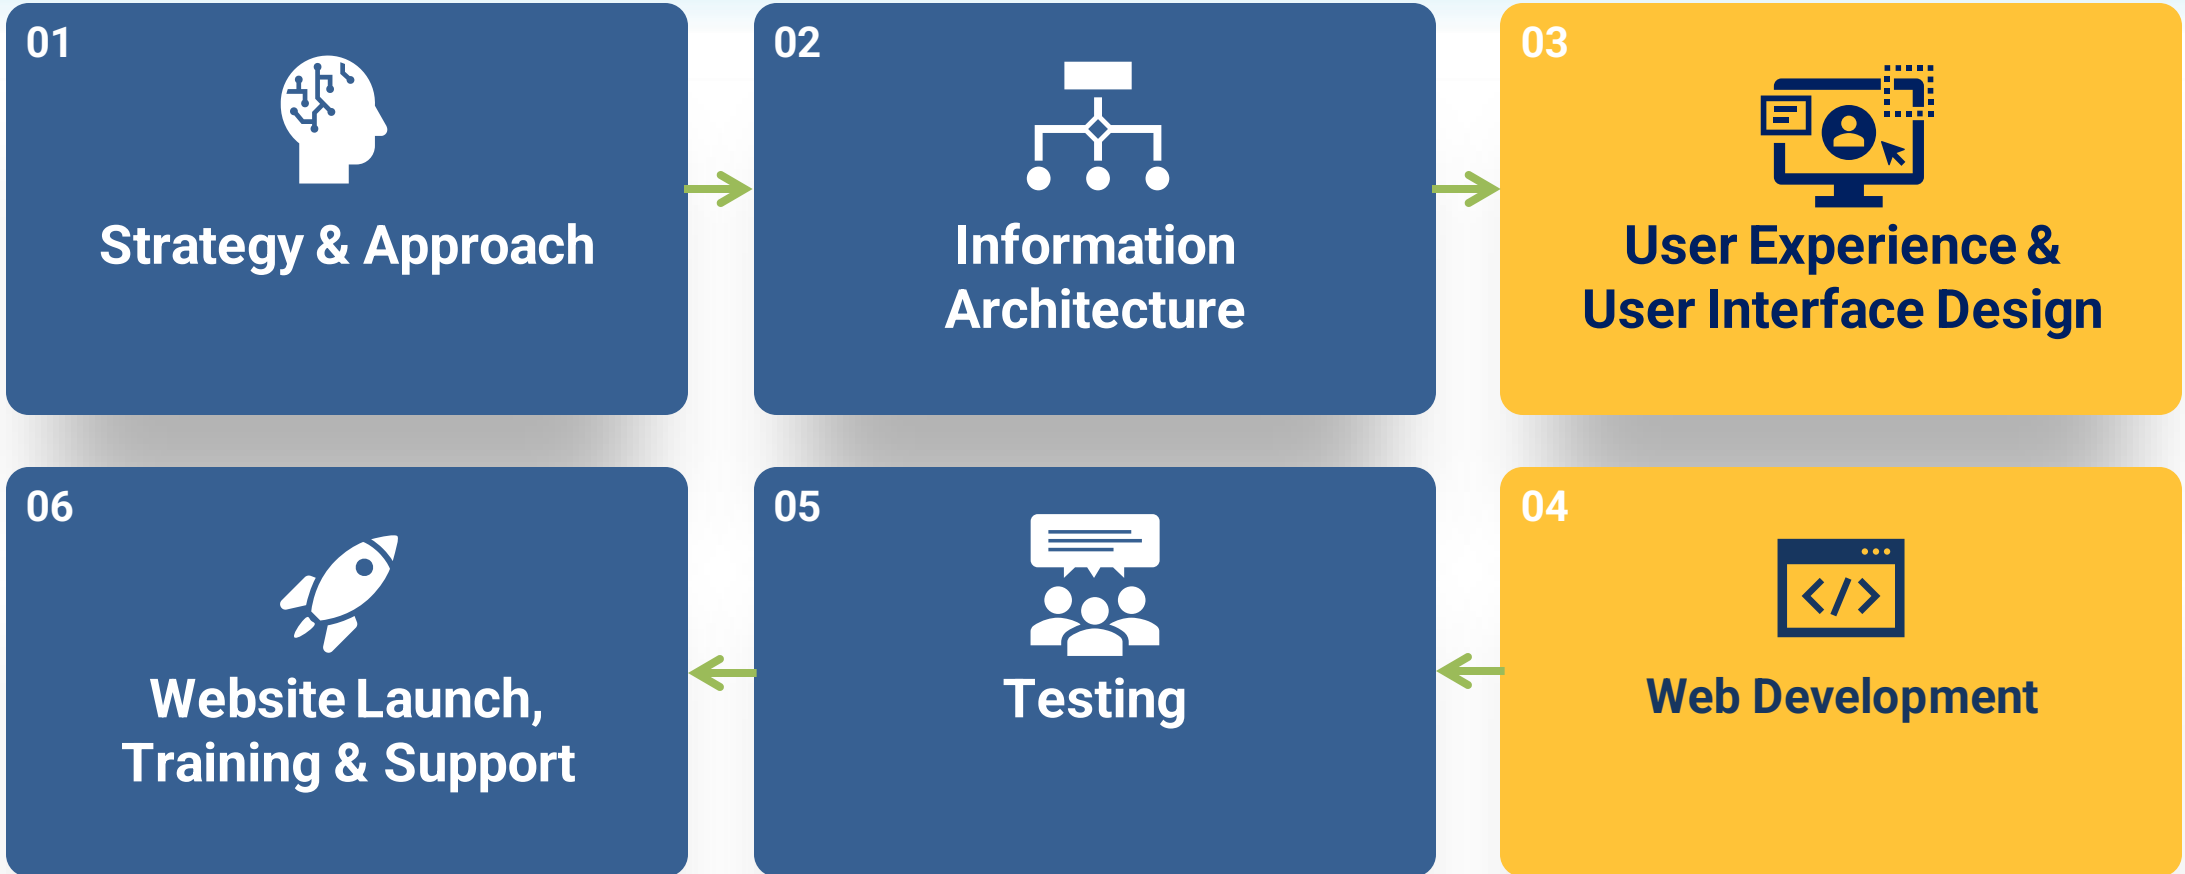 01
Strategy & Approach
02
Information
Architecture
03
User Experience &
User Interface Design
04
</>
Web Development
05
Testing
06
Website Launch,
Training & Support